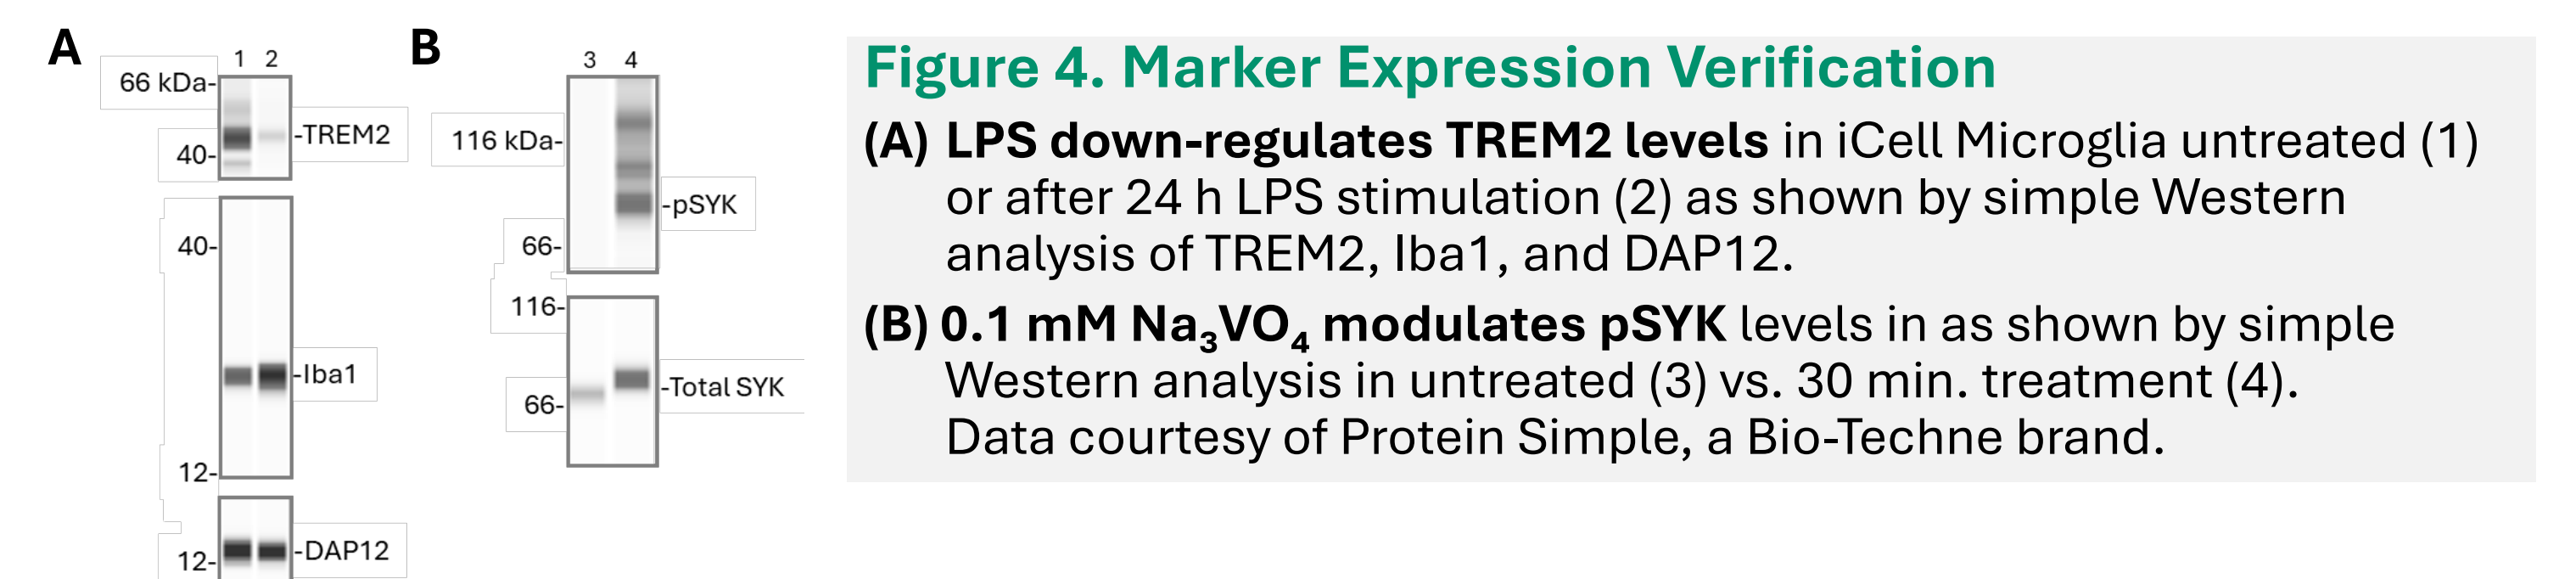 A
1 2
66 kDa-
-TREM2
40-
40-
-Iba1
12-
-DAP12
12-
B
3 4
116 kDa-
-pSYK
66-
116-
-Total SYK
66-
Figure 4. Marker Expression Verification
(A) LPS down-regulates TREM2 levels in iCell Microglia untreated (1)
or after 24 h LPS stimulation (2) as shown by simple Western
analysis of TREM2, Iba1, and DAP12.
(B) 0.1 mM Na₃VO₄ modulates pSYK levels in as shown by simple
Western analysis in untreated (3) vs. 30 min. treatment (4).
Data courtesy of Protein Simple, a Bio-Techne brand.